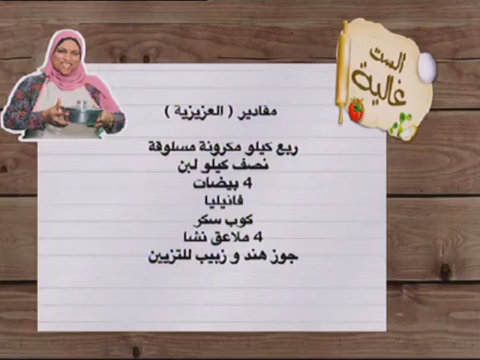 الست
غالية
مقادير ( العزيزية )
ربع كيلو مكرونة مسلوقة
نصف كيلو لبن
4 بيضات
فانيليا
كوب سكر
4 ملاعق نشا
جوز هند و زبيب للتزيين